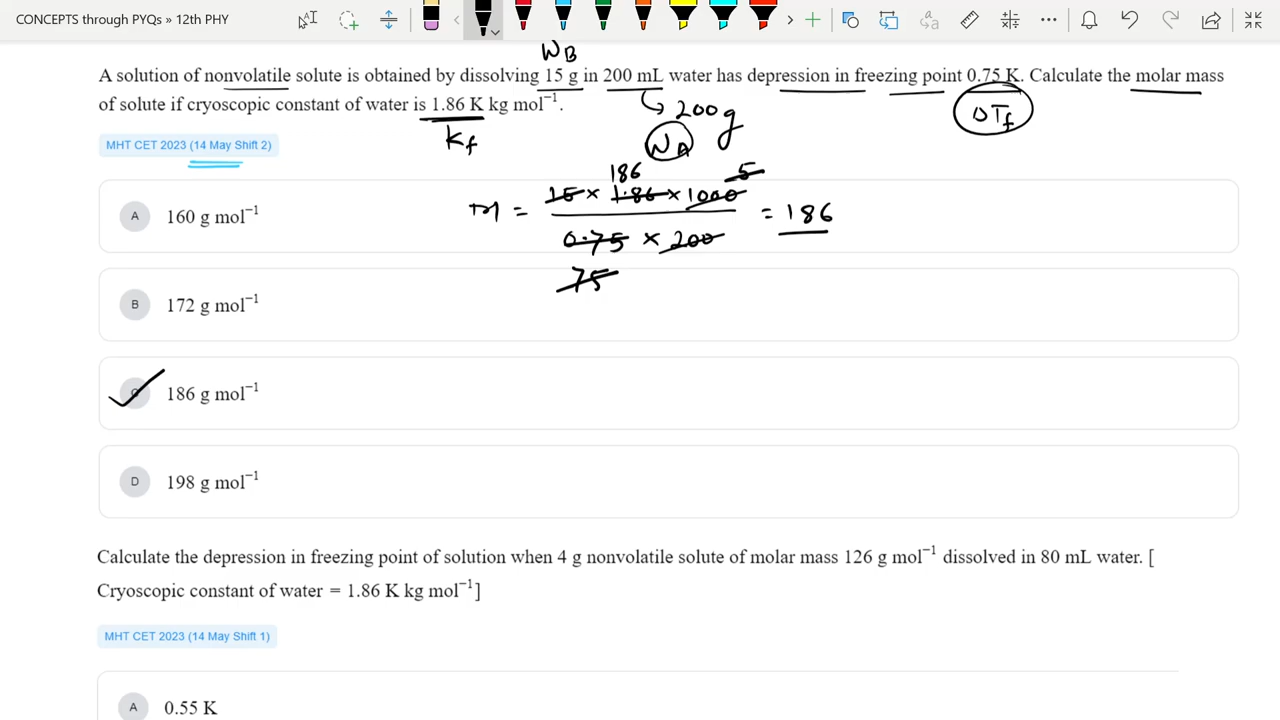 CONCEPTS through PYQs » 12th PHY
W_B
A solution of nonvolatile solute is obtained by dissolving 15 g in 200 mL water has depression in freezing point 0.75 K. Calculate the molar mass
of solute if cryoscopic constant of water is 1.86 K kg mol⁻¹.
→ 200 g
ΔT_f
K_f
W_A
MHT CET 2023 (14 May Shift 2)
186 5
M = 15 × 1.86 × 1000 = 186
0.75 × 200
75
A 160 g mol⁻¹
B 172 g mol⁻¹
C 186 g mol⁻¹
D 198 g mol⁻¹
Calculate the depression in freezing point of solution when 4 g nonvolatile solute of molar mass 126 g mol⁻¹ dissolved in 80 mL water. [
Cryoscopic constant of water = 1.86 K kg mol⁻¹]
MHT CET 2023 (14 May Shift 1)
A 0.55 K